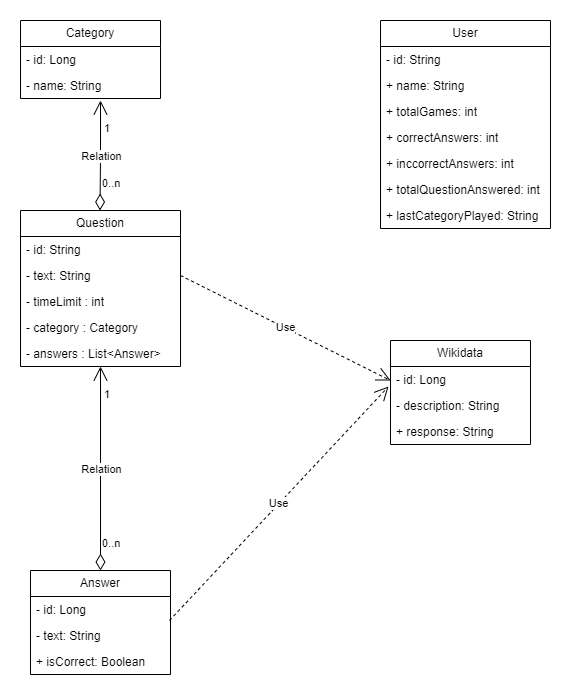 Category
- id: Long
- name: String
1
Relation
0..n
Question
- id: String
- text: String
- timeLimit : int
- category : Category
- answers : List<Answer>
1
Relation
0..n
Answer
- id: Long
- text: String
+ isCorrect: Boolean
User
- id: String
+ name: String
+ totalGames: int
+ correctAnswers: int
+ inccorrectAnswers: int
+ totalQuestionAnswered: int
+ lastCategoryPlayed: String
Use
Wikidata
- id: Long
- description: String
+ response: String
Use